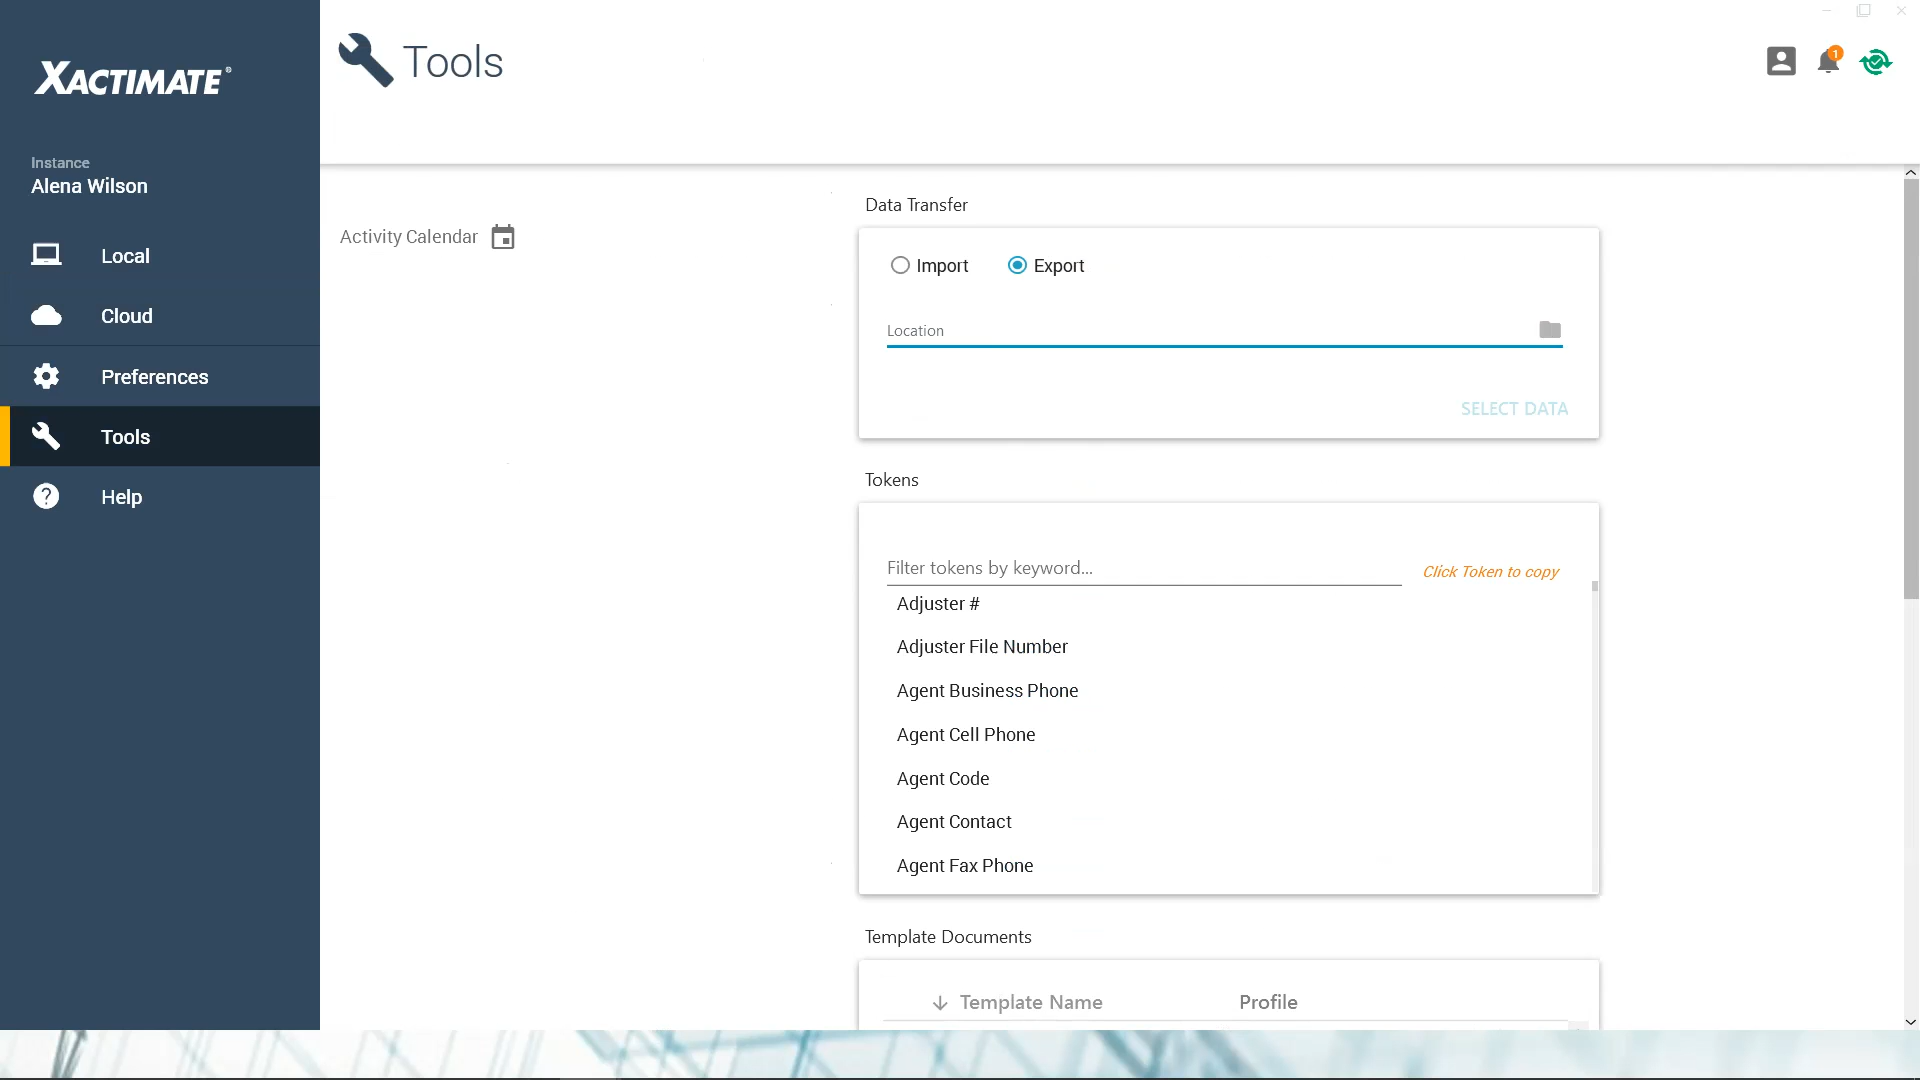 XACTIMATE®
Instance
Alena Wilson
Local
Cloud
Preferences
Tools
Help
Tools
1
Activity Calendar
Data Transfer
Import
Export
Location
SELECT DATA
Tokens
Filter tokens by keyword...
Click Token to copy
Adjuster #
Adjuster File Number
Agent Business Phone
Agent Cell Phone
Agent Code
Agent Contact
Agent Fax Phone
Template Documents
Template Name Profile